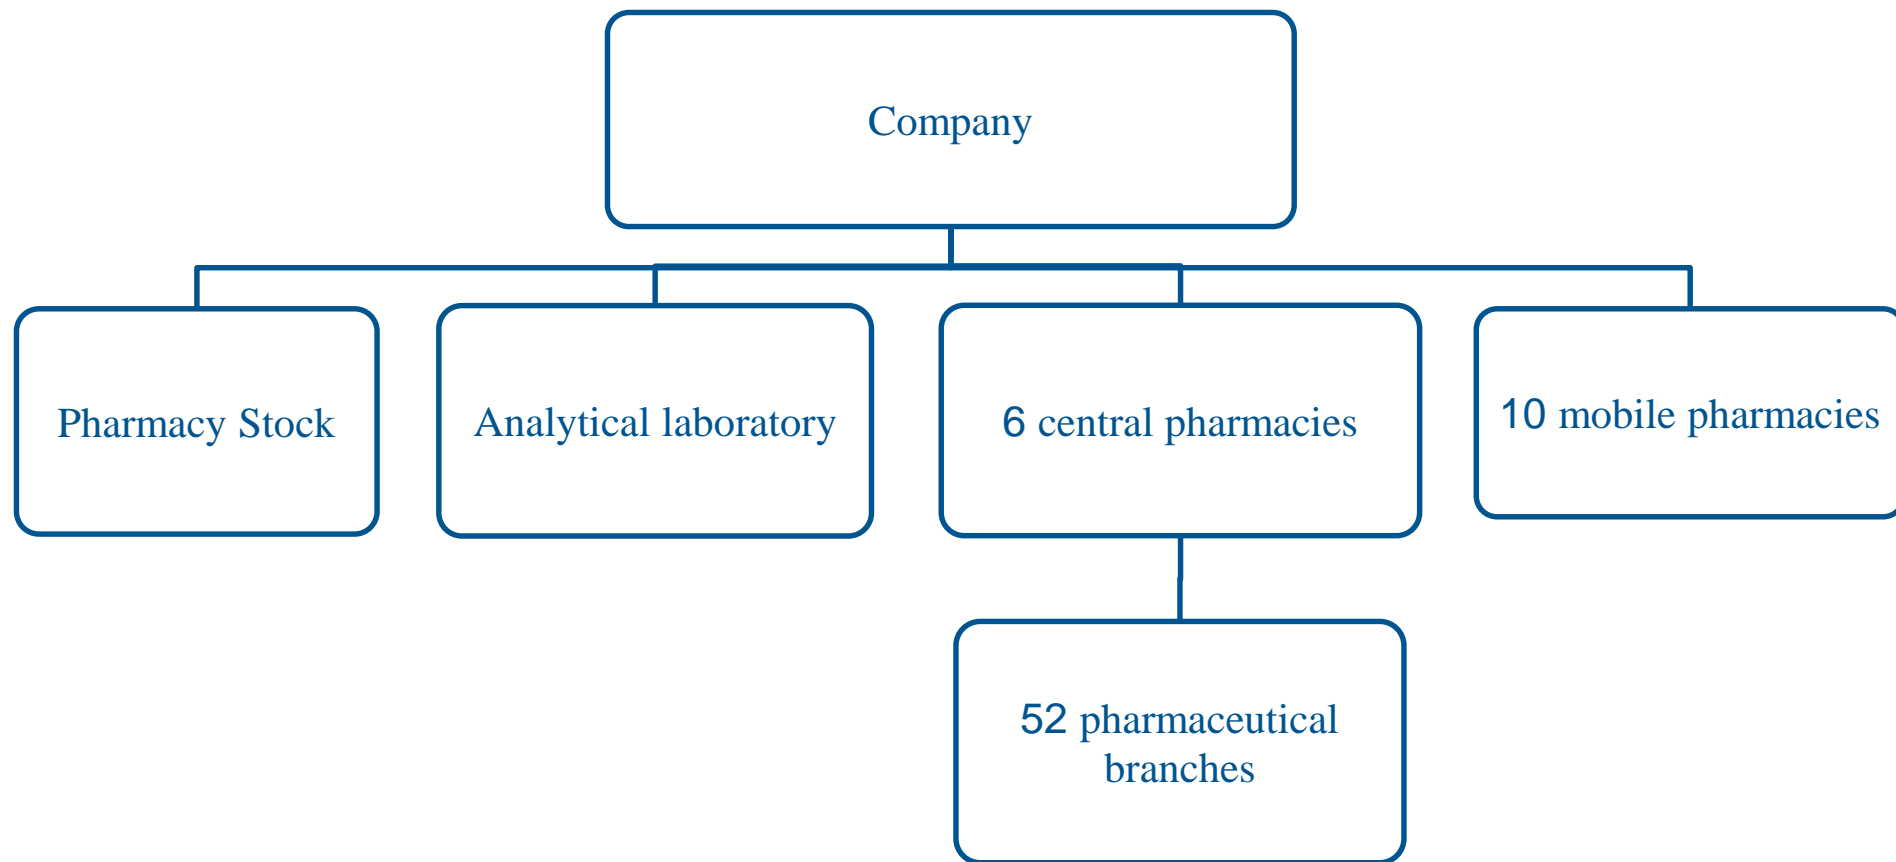 Company
Pharmacy Stock
Analytical laboratory
6 central pharmacies
10 mobile pharmacies
52 pharmaceutical
branches